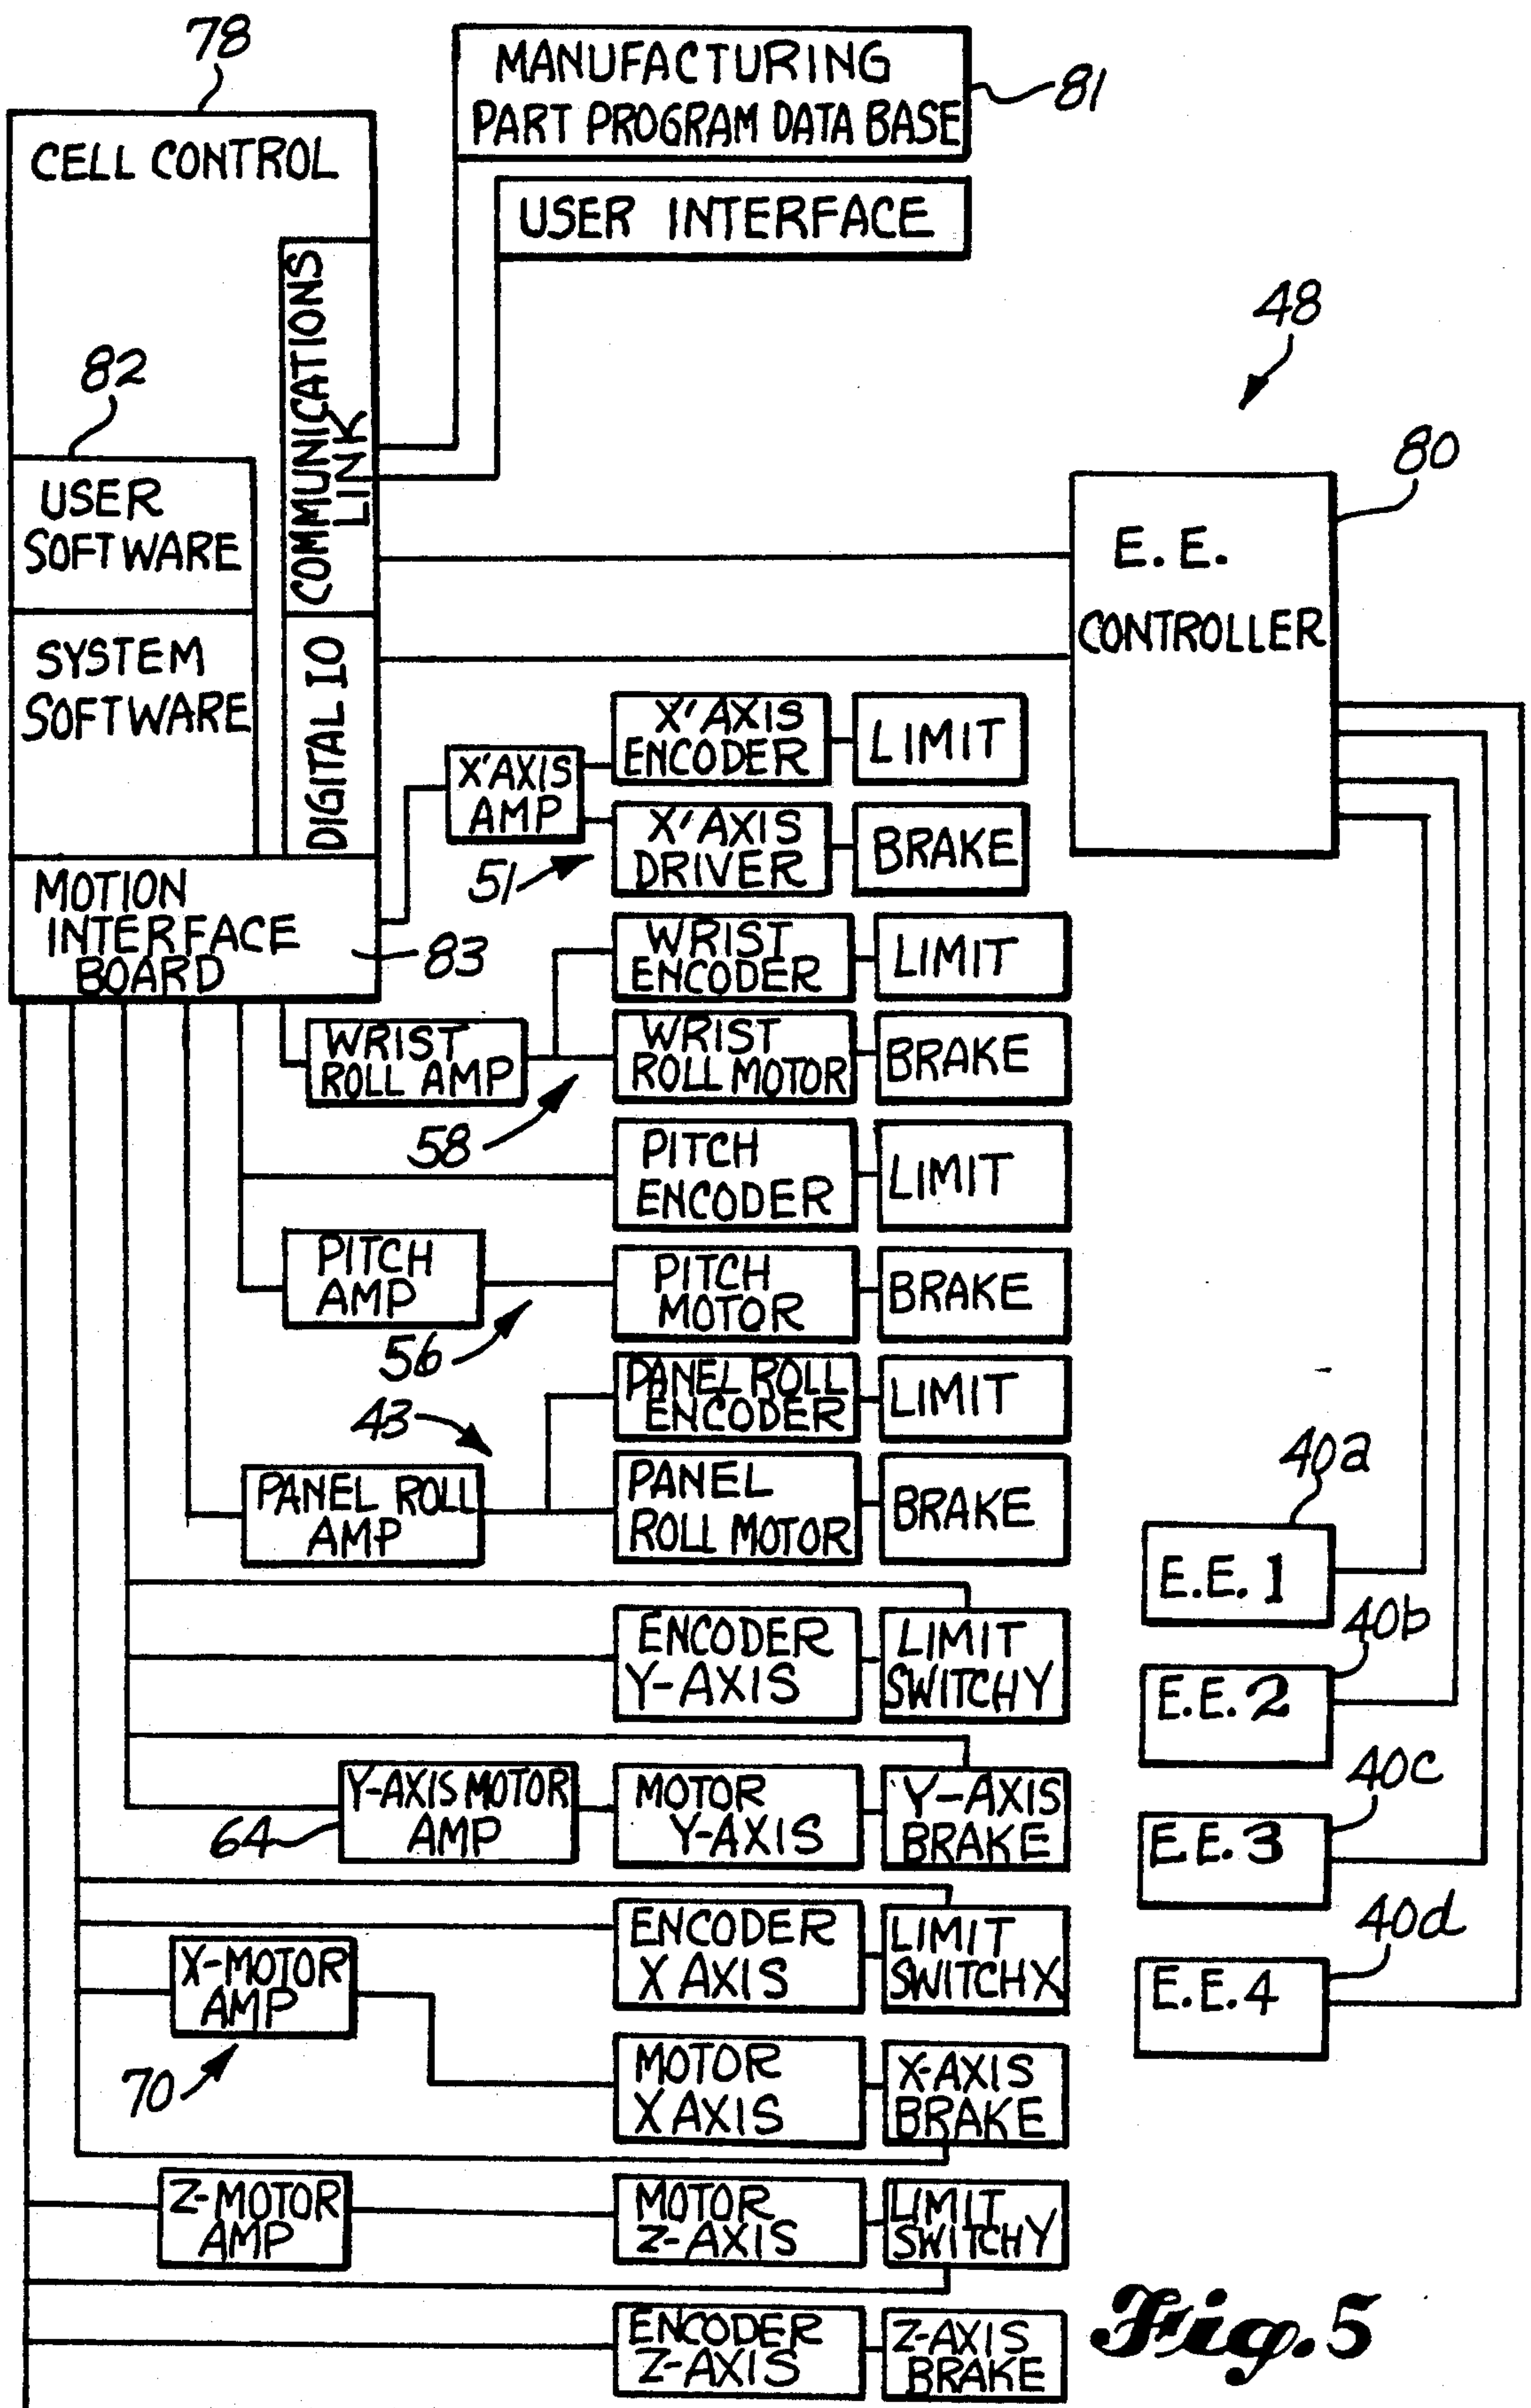 78
MANUFACTURING
PART PROGRAM DATA BASE
81
CELL CONTROL
USER INTERFACE
COMMUNICATIONS
LINK
48
82
USER
SOFTWARE
80
E. E.
CONTROLLER
SYSTEM
SOFTWARE
DIGITAL IO
X'AXIS
AMP
X'AXIS
ENCODER
LIMIT
51
X'AXIS
DRIVER
BRAKE
MOTION
INTERFACE
BOARD
83
WRIST
ENCODER
LIMIT
WRIST
ROLL AMP
WRIST
ROLL MOTOR
BRAKE
58
PITCH
ENCODER
LIMIT
PITCH
AMP
PITCH
MOTOR
BRAKE
56
43
PANEL ROLL
ENCODER
LIMIT
PANEL ROLL
AMP
PANEL
ROLL MOTOR
BRAKE
40a
E.E. 1
ENCODER
Y-AXIS
LIMIT
SWITCHY
40b
E.E. 2
Y-AXIS MOTOR
AMP
64
MOTOR
Y-AXIS
Y-AXIS
BRAKE
40c
E.E. 3
ENCODER
X AXIS
LIMIT
SWITCHX
40d
E.E. 4
X-MOTOR
AMP
70
MOTOR
X AXIS
X-AXIS
BRAKE
Z-MOTOR
AMP
MOTOR
Z-AXIS
LIMIT
SWITCHY
ENCODER
Z-AXIS
Z-AXIS
BRAKE
Fig. 5